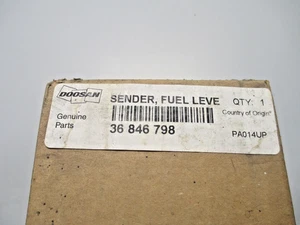 DOOSAN SENDER, FUEL LEVE QTY: 1
Genuine Parts Country of Origin
36 846 798 PA014UP